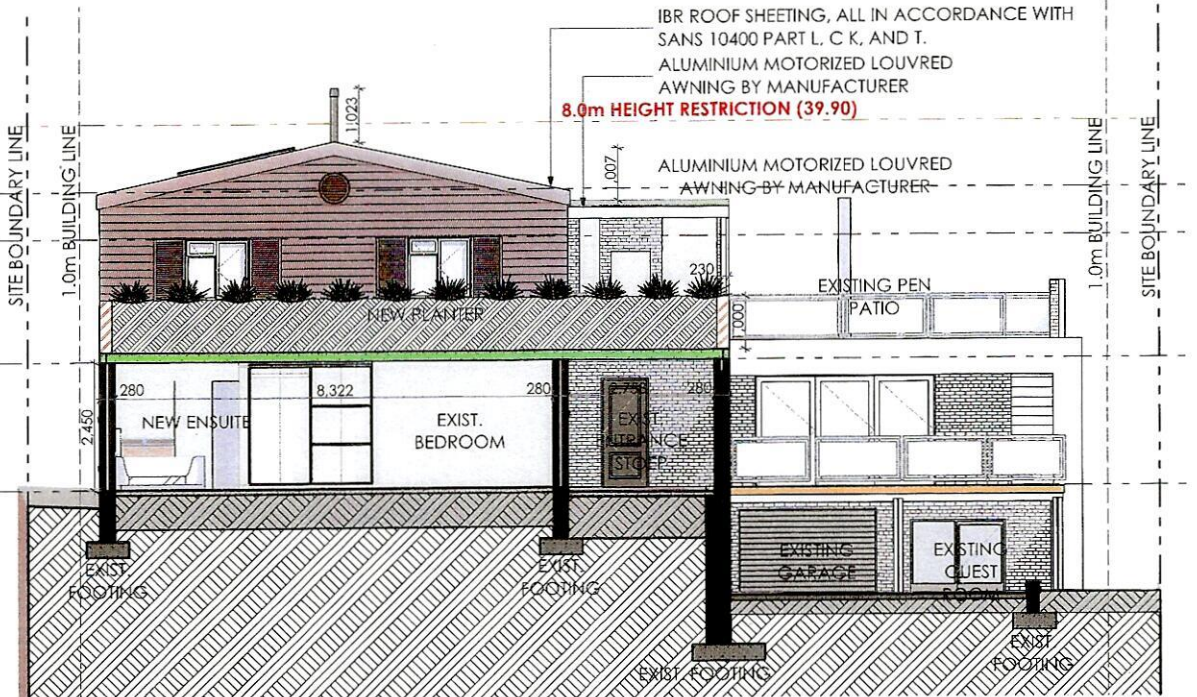 IBR ROOF SHEETING, ALL IN ACCORDANCE WITH
SANS 10400 PART L, C K, AND T.
ALUMINIUM MOTORIZED LOUVRED
AWNING BY MANUFACTURER
8.0m HEIGHT RESTRICTION (39.90)
1,023
1,007
ALUMINIUM MOTORIZED LOUVRED
AWNING BY MANUFACTURER
SITE BOUNDARY LINE
1.0m BUILDING LINE
1.0m BUILDING LINE
SITE BOUNDARY LINE
230
EXISTING PEN
PATIO
NEW PLANTER
1,000
280
8,322
280
2,758
280
2,450
NEW ENSUITE
EXIST.
BEDROOM
EXIST.
ENTRANCE
STOEP
EXISTING
GARAGE
EXISTING
GUEST
ROOM
EXIST.
FOOTING
EXIST.
FOOTING
EXIST. FOOTING
EXIST.
FOOTING